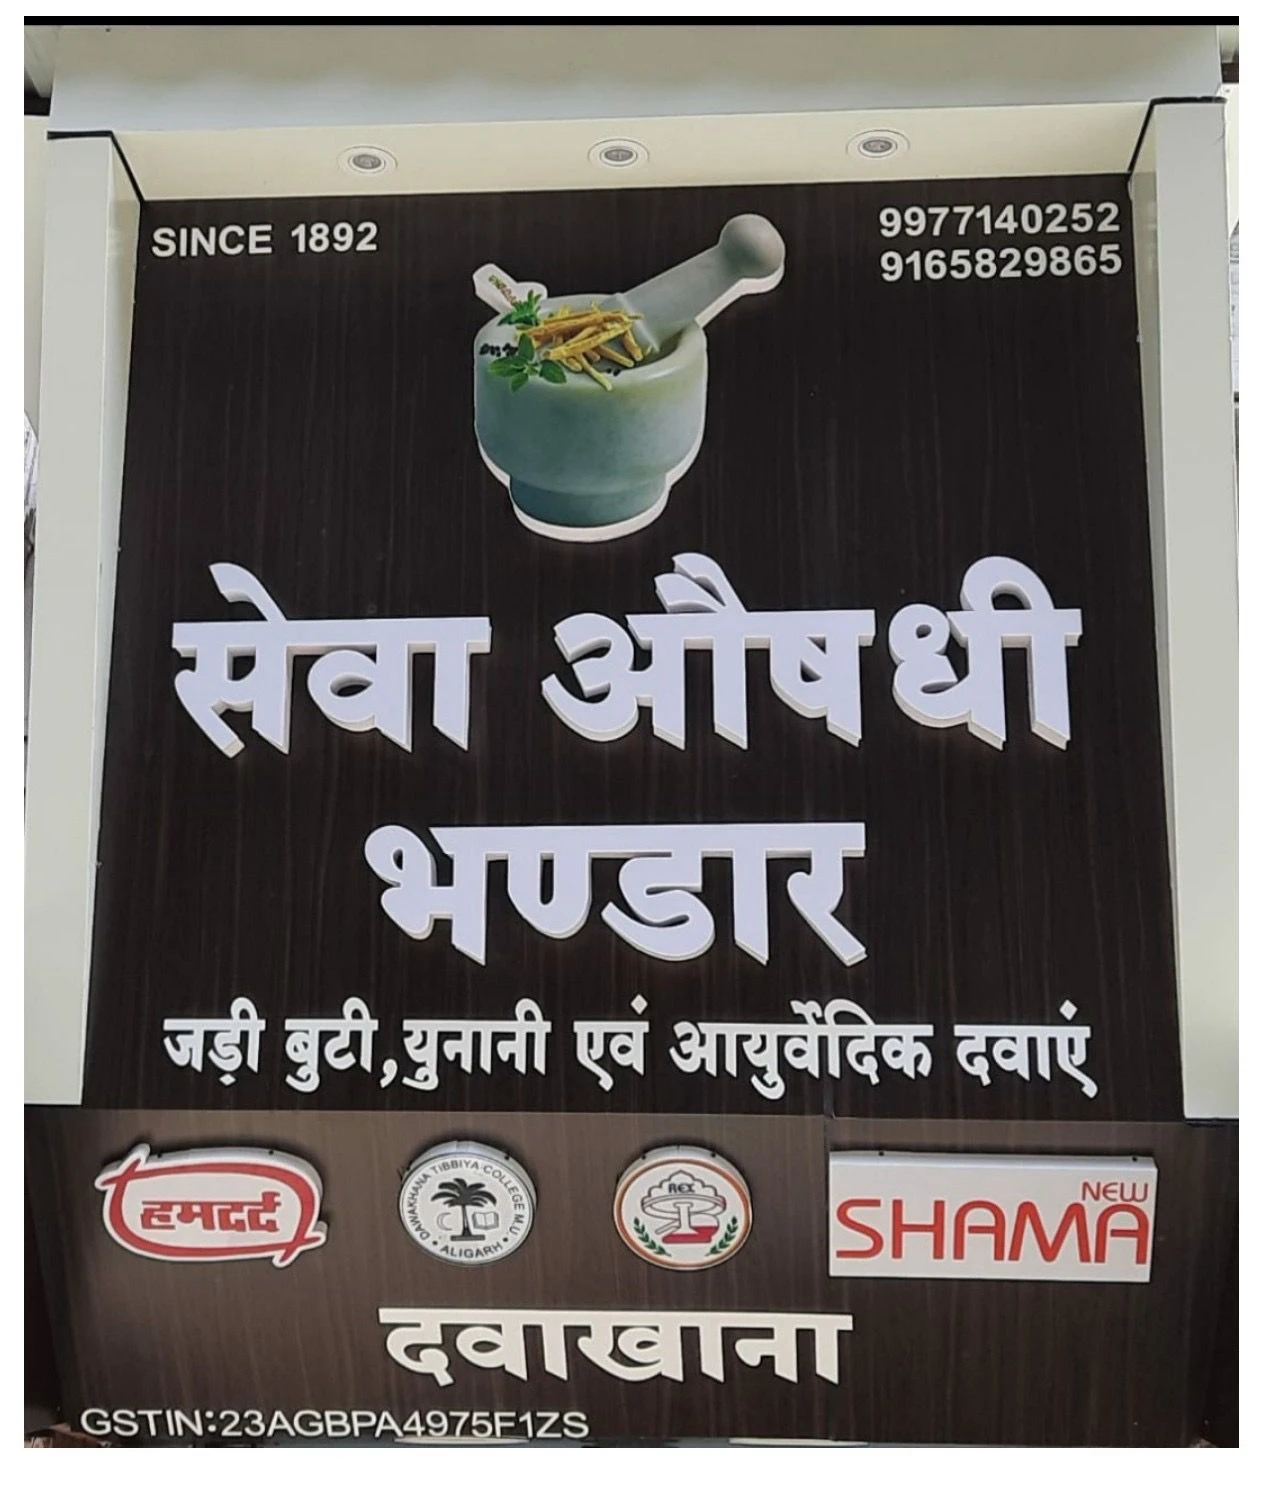 SINCE 1892
9977140252
9165829865
सेवा औषधी
भण्डार
जड़ी बुटी,युनानी एवं आयुर्वेदिक दवाएं
हमदर्द
DAWAKHANA TIBBIYA COLLEGE M.U. • ALIGARH •
REX
NEW
SHAMA
दवाखाना
GSTIN:23AGBPA4975F1ZS